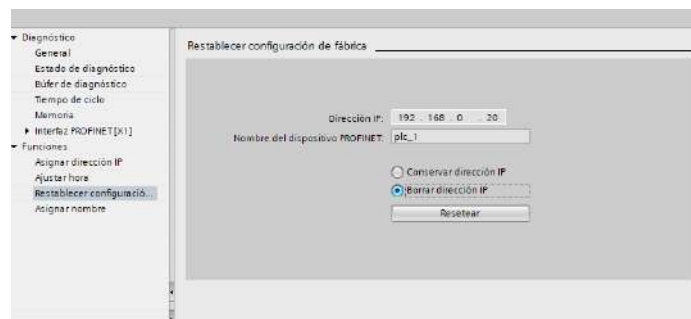 Diagnóstico
General
Estado de diagnóstico
Búfer de diagnóstico
Tiempo de ciclo
Memoria
Interfaz PROFINET[X1]
Funciones
Asignar dirección IP
Ajustar hora
Restablecer configuració...
Asignar nombre
Restablecer configuración de fábrica
Dirección IP: 192 . 168 . 0 . 20
Nombre del dispositivo PROFINET: plc_1
Conservar dirección IP
Borrar dirección IP
Resetear